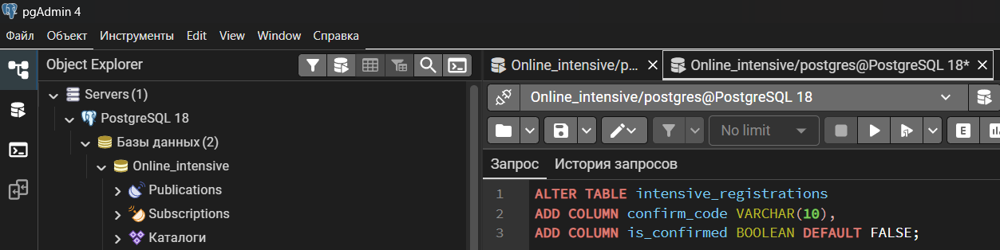 pgAdmin 4
Файл Объект Инструменты Edit View Window Справка
Object Explorer
Online_intensive/p... Online_intensive/postgres@PostgreSQL 18*
Servers (1)
Online_intensive/postgres@PostgreSQL 18
PostgreSQL 18
No limit
E
Базы данных (2)
Online_intensive
Запрос История запросов
Publications
1 ALTER TABLE intensive_registrations
Subscriptions
2 ADD COLUMN confirm_code VARCHAR(10),
Каталоги
3 ADD COLUMN is_confirmed BOOLEAN DEFAULT FALSE;